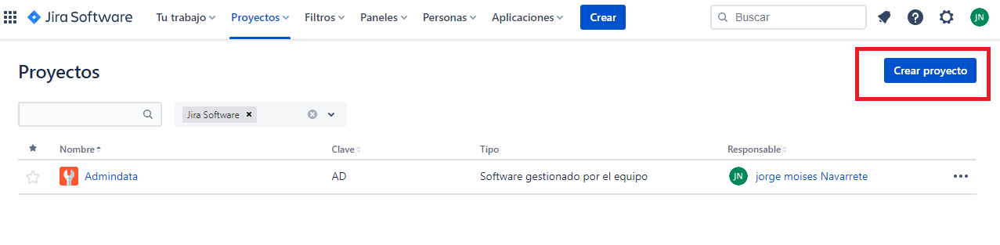 Jira Software Tu trabajo Proyectos Filtros Paneles Personas Aplicaciones Crear Buscar JN
Proyectos Crear proyecto
Jira Software
Nombre Clave Tipo Responsable
Admindata AD Software gestionado por el equipo JN jorge moises Navarrete